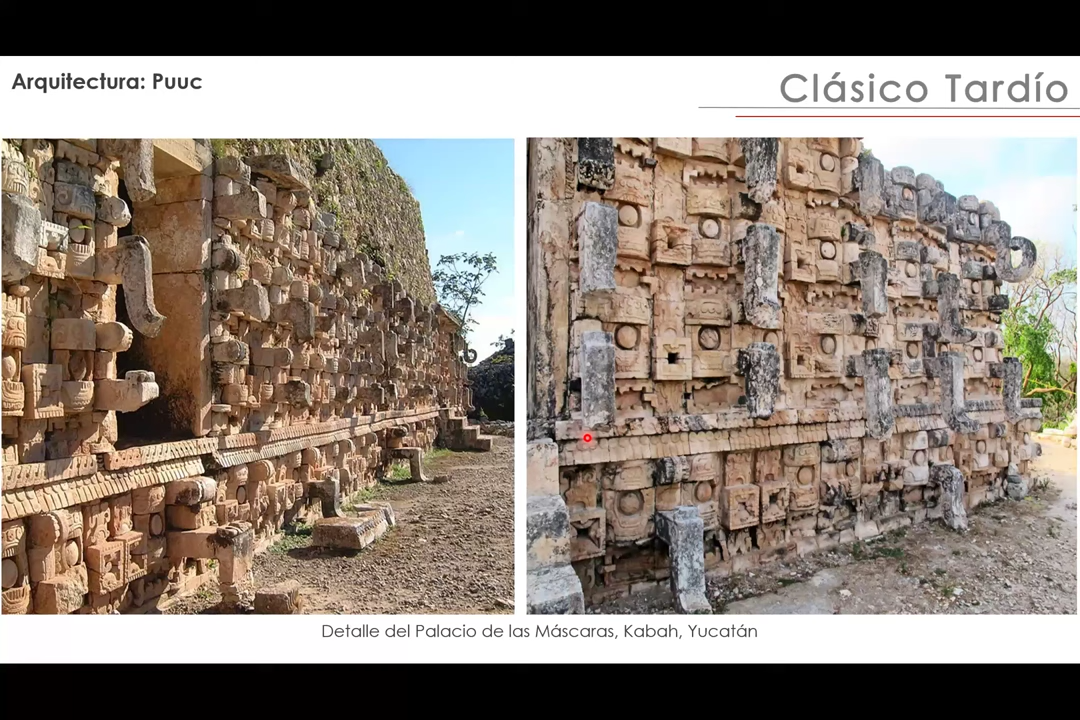 Arquitectura: Puuc
Clásico Tardío
Detalle del Palacio de las Máscaras, Kabah, Yucatán